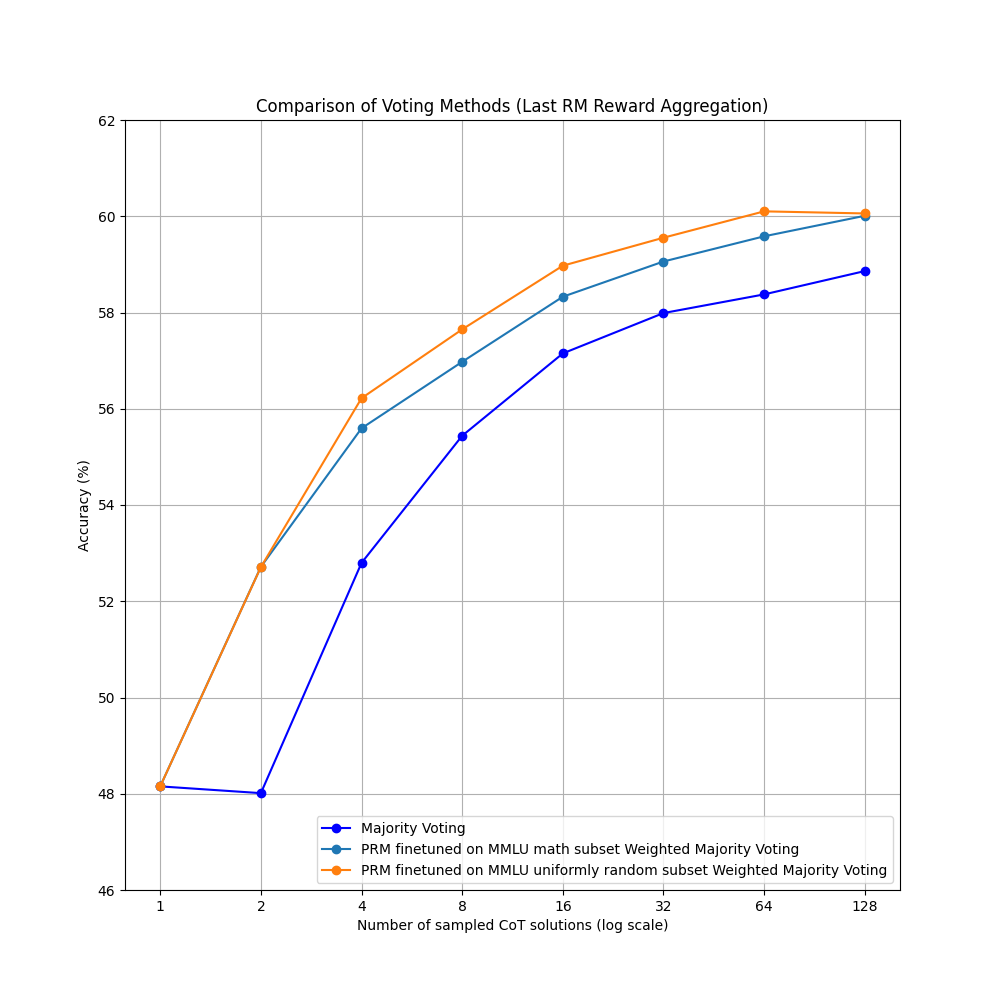 Comparison of Voting Methods (Last RM Reward Aggregation)
62
60
58
56
54
52
50
48
46
Accuracy (%)
Majority Voting
PRM finetuned on MMLU math subset Weighted Majority Voting
PRM finetuned on MMLU uniformly random subset Weighted Majority Voting
1 2 4 8 16 32 64 128
Number of sampled CoT solutions (log scale)